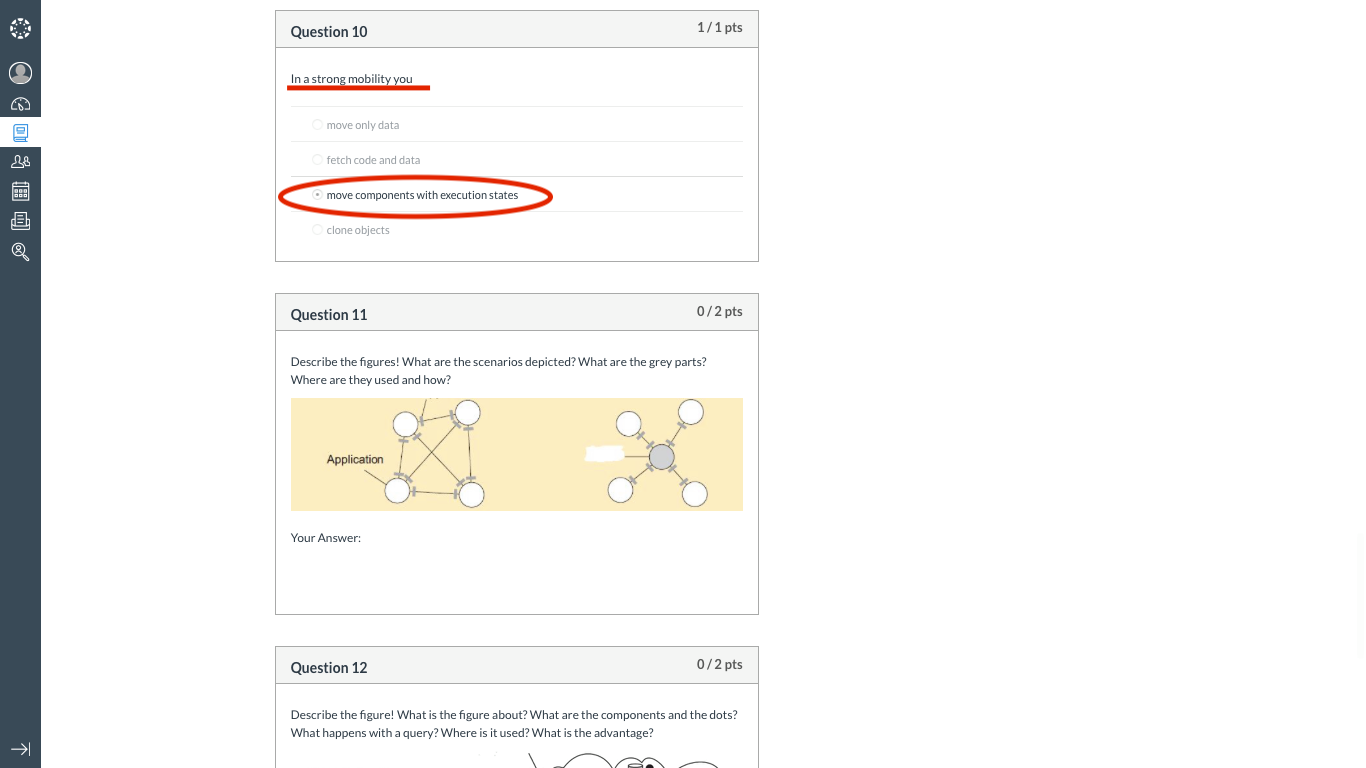 Question 10
1 / 1 pts
In a strong mobility you
move only data
fetch code and data
move components with execution states
clone objects
Question 11
0 / 2 pts
Describe the figures! What are the scenarios depicted? What are the grey parts?
Where are they used and how?
Application
Your Answer:
Question 12
0 / 2 pts
Describe the figure! What is the figure about? What are the components and the dots?
What happens with a query? Where is it used? What is the advantage?